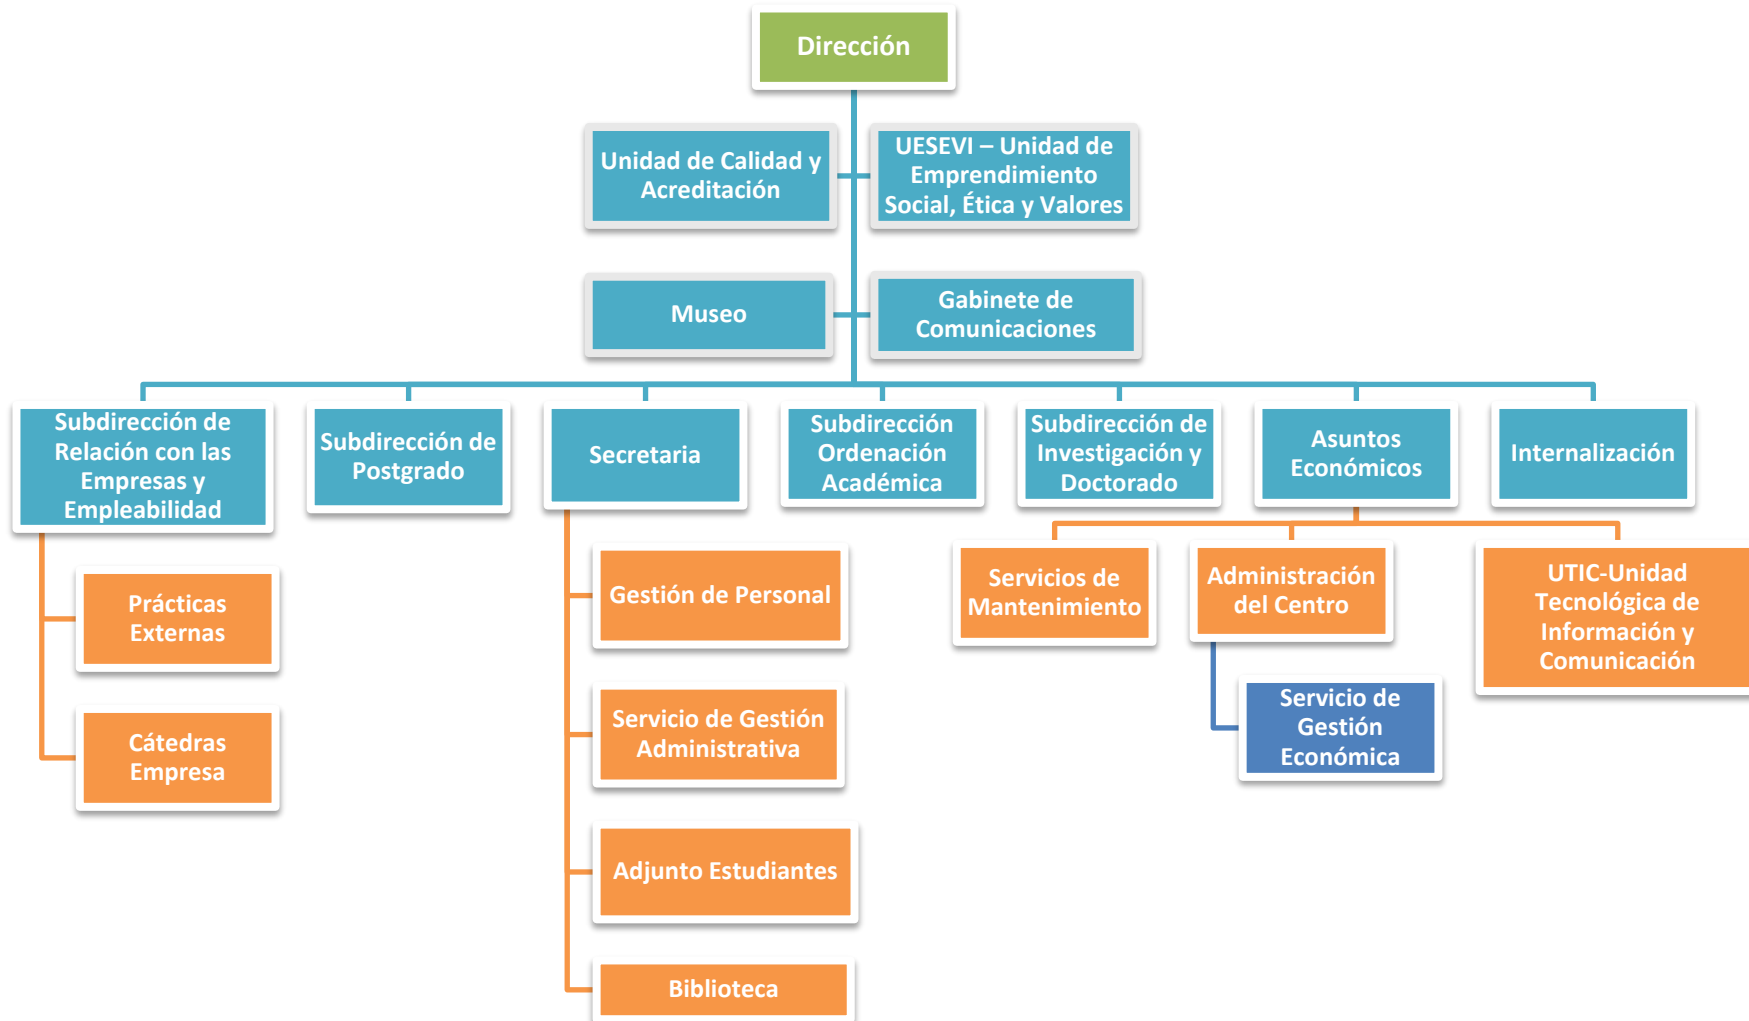 Dirección
Unidad de Calidad y
Acreditación
UESEVI – Unidad de
Emprendimiento
Social, Ética y Valores
Museo
Gabinete de
Comunicaciones
Subdirección de
Relación con las
Empresas y
Empleabilidad
Subdirección de
Postgrado
Secretaria
Subdirección
Ordenación
Académica
Subdirección de
Investigación y
Doctorado
Asuntos
Económicos
Internalización
Prácticas
Externas
Cátedras
Empresa
Gestión de Personal
Servicio de Gestión
Administrativa
Adjunto Estudiantes
Biblioteca
Servicios de
Mantenimiento
Administración
del Centro
Servicio de
Gestión
Económica
UTIC-Unidad
Tecnológica de
Información y
Comunicación